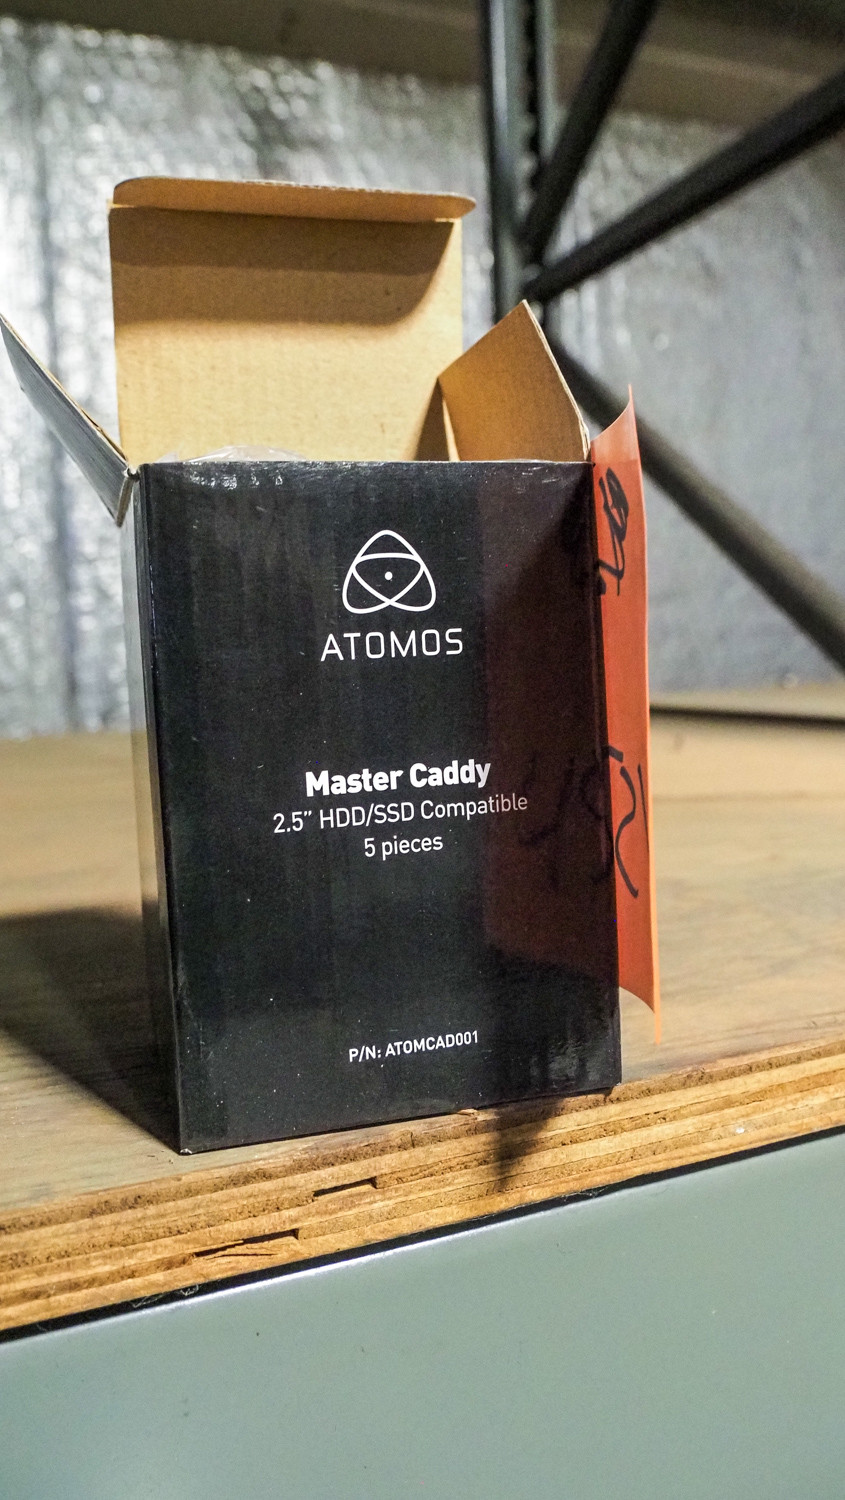 ATOMOS
Master Caddy
2.5” HDD/SSD Compatible
5 pieces
P/N: ATOMCAD001